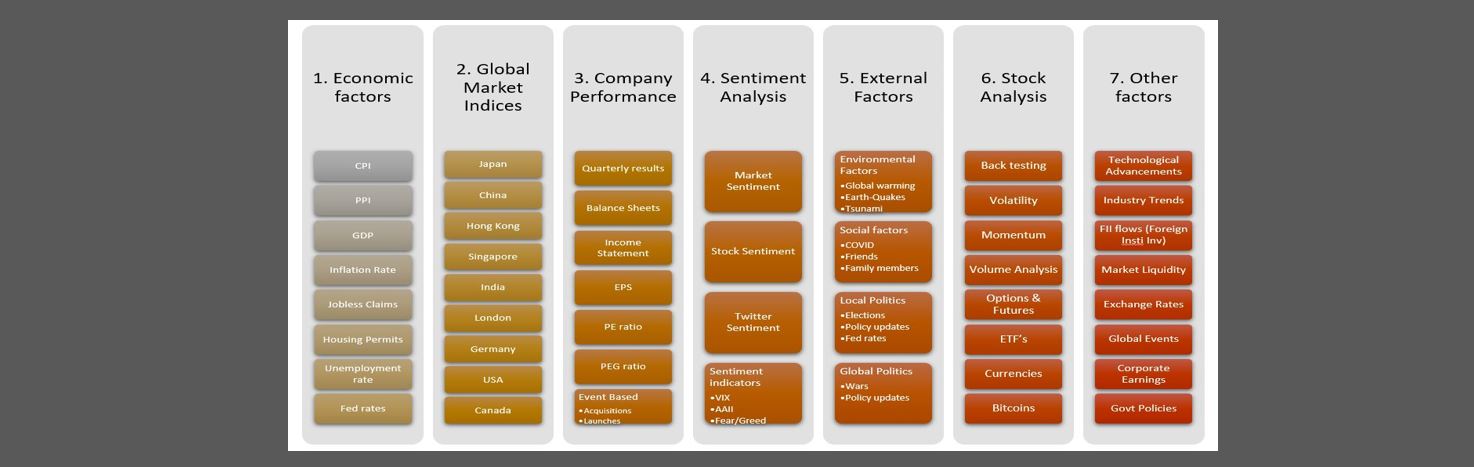 1. Economic
factors
CPI
PPI
GDP
Inflation Rate
Jobless Claims
Housing Permits
Unemployment
rate
Fed rates
2. Global
Market
Indices
Japan
China
Hong Kong
Singapore
India
London
Germany
USA
Canada
3. Company
Performance
Quarterly results
Balance Sheets
Income
Statement
EPS
PE ratio
PEG ratio
Event Based
•Acquisitions
•Launches
4. Sentiment
Analysis
Market
Sentiment
Stock Sentiment
Twitter
Sentiment
Sentiment
indicators
•VIX
•AAII
•Fear/Greed
5. External
Factors
Environmental
Factors
•Global warming
•Earth-Quakes
•Tsunami
Social factors
•COVID
•Friends
•Family members
Local Politics
•Elections
•Policy updates
•Fed rates
Global Politics
•Wars
•Policy updates
6. Stock
Analysis
Back testing
Volatility
Momentum
Volume Analysis
Options &
Futures
ETF's
Currencies
Bitcoins
7. Other
factors
Technological
Advancements
Industry Trends
FII flows (Foreign
Insti Inv)
Market Liquidity
Exchange Rates
Global Events
Corporate
Earnings
Govt Policies